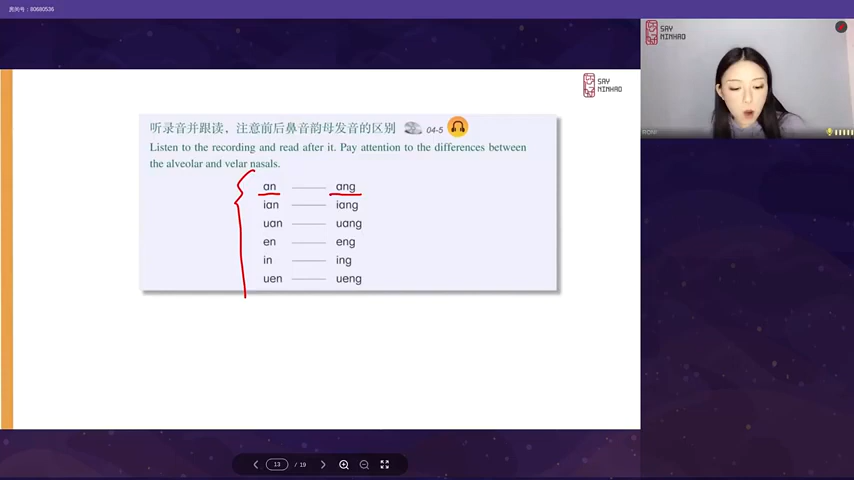 房间号：80680536
SAY
NINHAO
SAY
NINHAO
听录音并跟读，注意前后鼻音韵母发音的区别 04-5
Listen to the recording and read after it. Pay attention to the differences between
the alveolar and velar nasals.
an ang
ian iang
uan uang
en eng
in ing
uen ueng
13 / 19